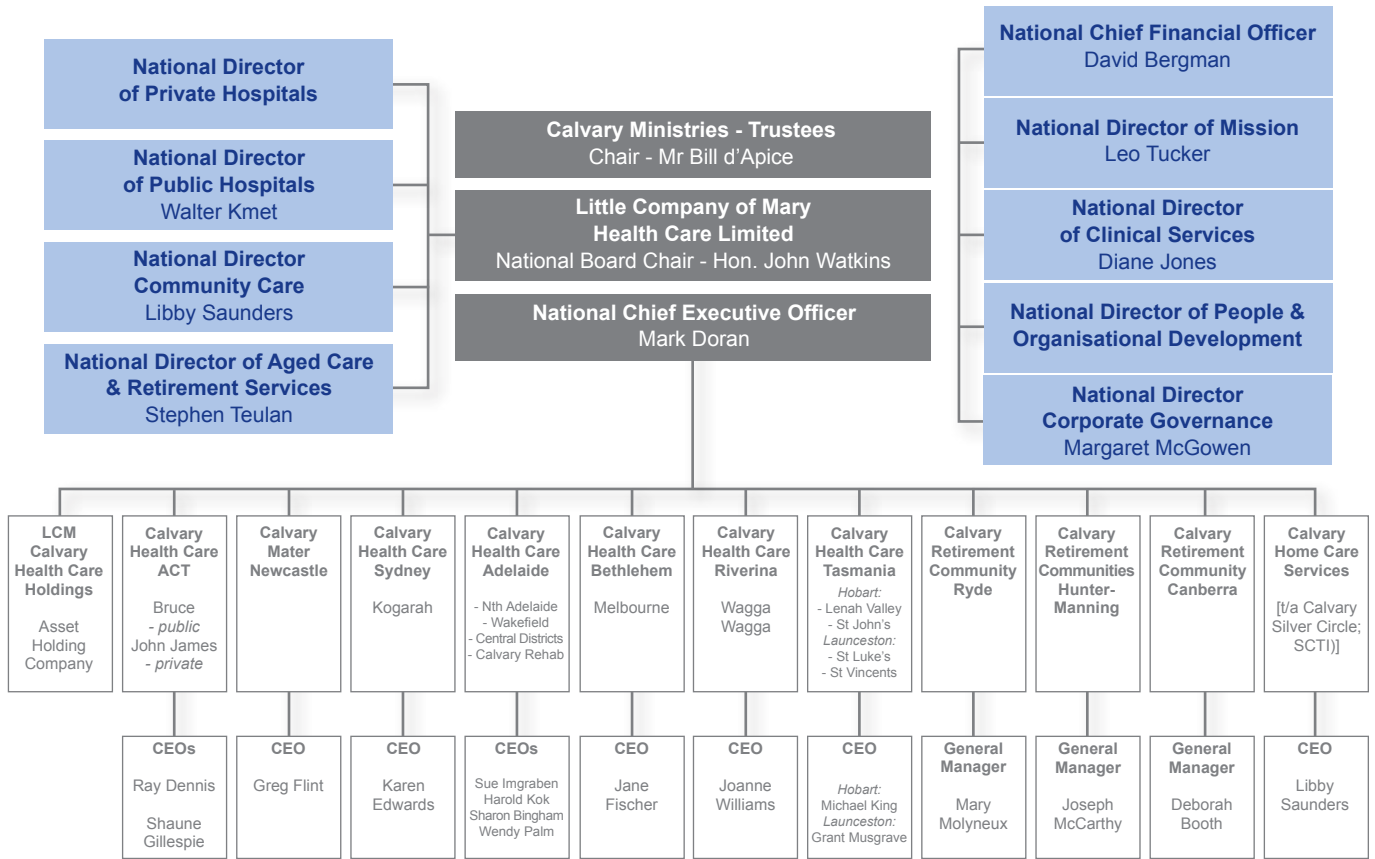 National Director
of Private Hospitals
National Director
of Public Hospitals
Walter Kmet
National Director
Community Care
Libby Saunders
National Director of Aged Care
& Retirement Services
Stephen Teulan
Calvary Ministries - Trustees
Chair - Mr Bill d'Apice
Little Company of Mary
Health Care Limited
National Board Chair - Hon. John Watkins
National Chief Executive Officer
Mark Doran
National Chief Financial Officer
David Bergman
National Director of Mission
Leo Tucker
National Director
of Clinical Services
Diane Jones
National Director of People &
Organisational Development
National Director
Corporate Governance
Margaret McGowen
LCM
Calvary
Health Care
Holdings
Asset
Holding
Company
Calvary
Health Care
ACT
Bruce
- public
John James
- private
Calvary
Mater
Newcastle
Calvary
Health Care
Sydney
Kogarah
Calvary
Health Care
Adelaide
- Nth Adelaide
- Wakefield
- Central Districts
- Calvary Rehab
Calvary
Health Care
Bethlehem
Melbourne
Calvary
Health Care
Riverina
Wagga
Wagga
Calvary
Health Care
Tasmania
Hobart:
- Lenah Valley
- St John's
Launceston:
- St Luke's
- St Vincents
Calvary
Retirement
Community
Ryde
Calvary
Retirement
Communities
Hunter-
Manning
Calvary
Retirement
Community
Canberra
Calvary
Home Care
Services
[t/a Calvary
Silver Circle;
SCTI)]
CEOs
Ray Dennis
Shaune
Gillespie
CEO
Greg Flint
CEO
Karen
Edwards
CEOs
Sue Imgraben
Harold Kok
Sharon Bingham
Wendy Palm
CEO
Jane
Fischer
CEO
Joanne
Williams
CEO
Hobart:
Michael King
Launceston:
Grant Musgrave
General
Manager
Mary
Molyneux
General
Manager
Joseph
McCarthy
General
Manager
Deborah
Booth
CEO
Libby
Saunders